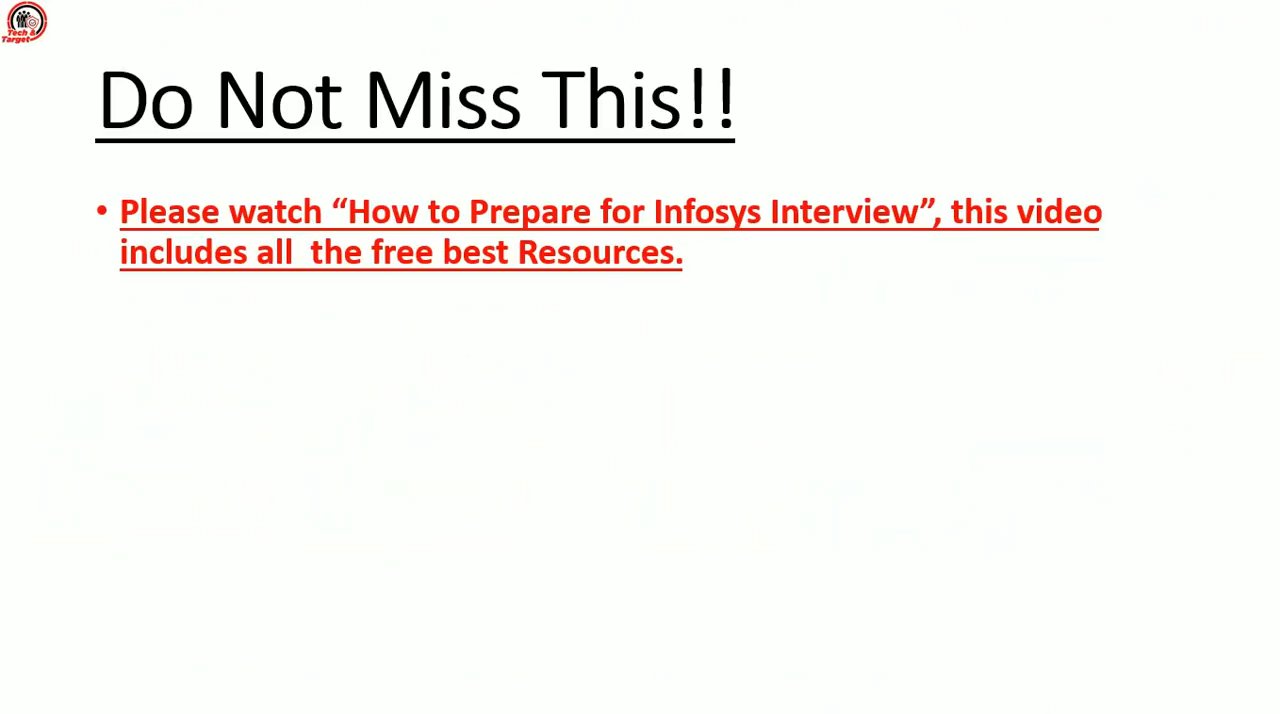 Tech &
Target
Do Not Miss This!!
• Please watch “How to Prepare for Infosys Interview”, this video
includes all  the free best Resources.